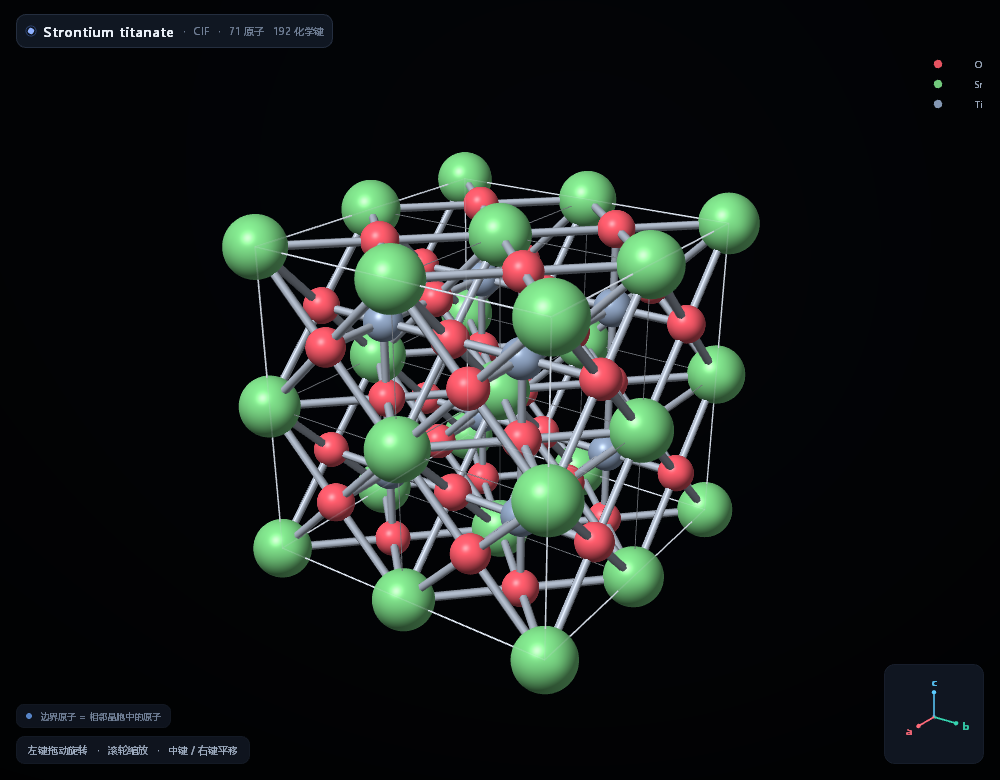 Strontium titanate · CIF · 71 原子 192 化学键
O
Sr
Ti
边界原子 = 相邻晶胞中的原子
左键拖动旋转 · 滚轮缩放 · 中键 / 右键平移
c
a
b